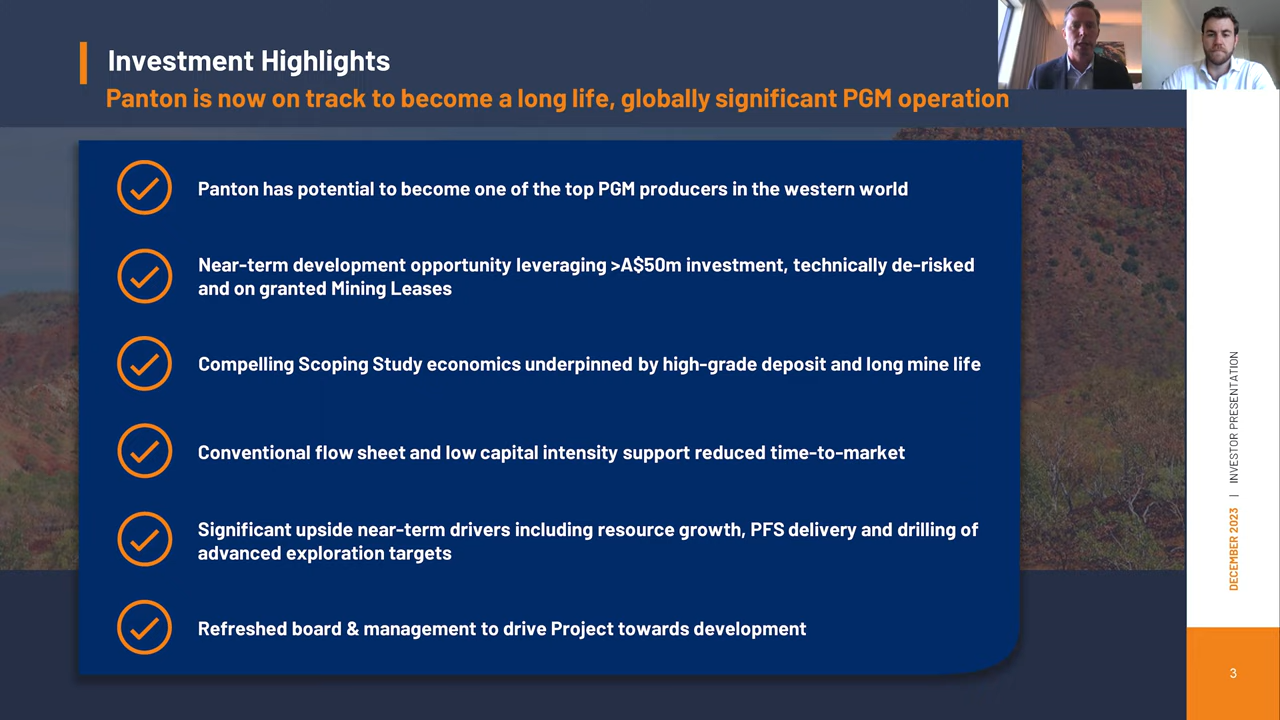 Investment Highlights
Panton is now on track to become a long life, globally significant PGM operation
Panton has potential to become one of the top PGM producers in the western world
Near-term development opportunity leveraging >A$50m investment, technically de-risked
and on granted Mining Leases
Compelling Scoping Study economics underpinned by high-grade deposit and long mine life
Conventional flow sheet and low capital intensity support reduced time-to-market
Significant upside near-term drivers including resource growth, PFS delivery and drilling of
advanced exploration targets
Refreshed board & management to drive Project towards development
DECEMBER 2023 | INVESTOR PRESENTATION
3